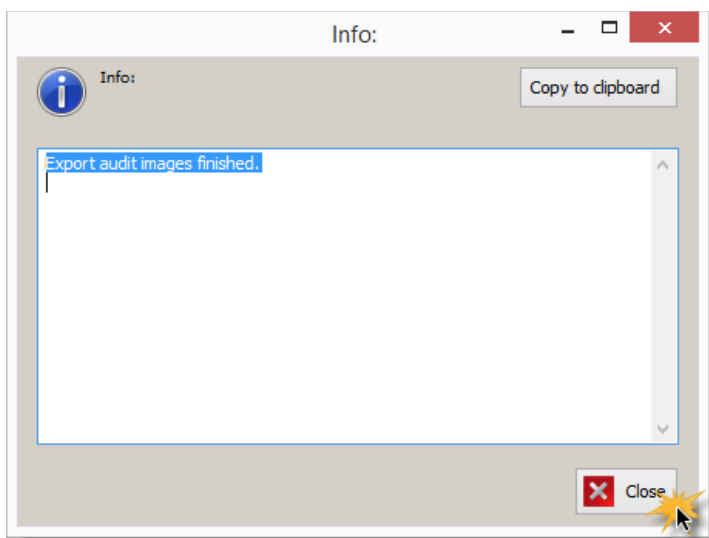 Info:
Info:
Copy to clipboard
Export audit images finished.
Close